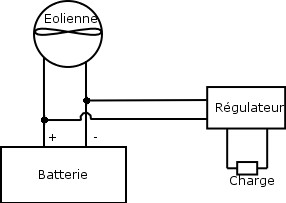 Eolienne
Régulateur
+ -
Batterie
Charge